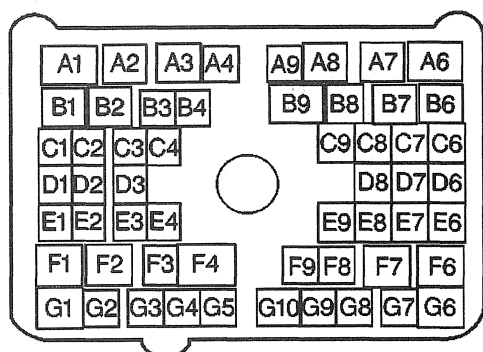 A1 A2 A3 A4 A9 A8 A7 A6
B1 B2 B3 B4 B9 B8 B7 B6
C1 C2 C3 C4 C9 C8 C7 C6
D1 D2 D3 D8 D7 D6
E1 E2 E3 E4 E9 E8 E7 E6
F1 F2 F3 F4 F9 F8 F7 F6
G1 G2 G3 G4 G5 G10 G9 G8 G7 G6